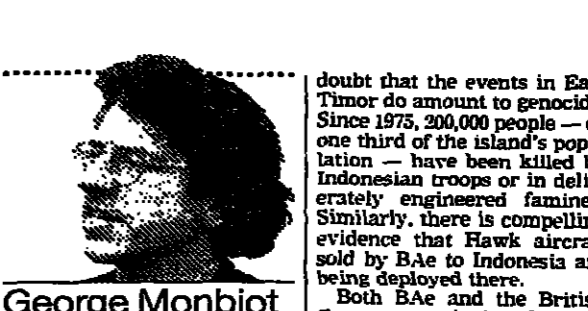 George Monbiot
doubt that the events in Ea
Timor do amount to genocid
Since 1975, 200,000 people —
one third of the island's pop
lation — have been killed b
Indonesian troops or in deli
erately engineered famine
Similarly. there is compellin
evidence that Hawk aircra
sold by BAe to Indonesia a
being deployed there.
Both BAe and the Britis